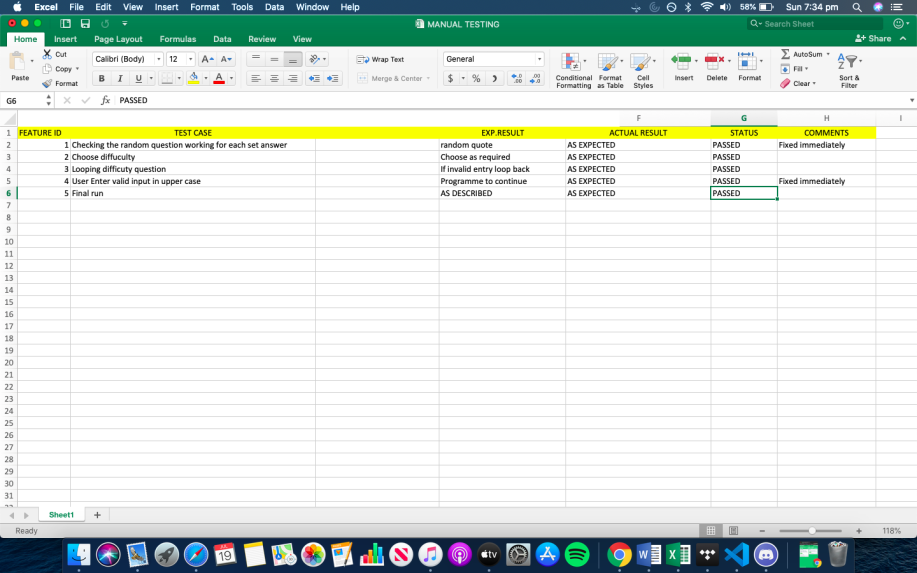 Excel File Edit View Insert Format Tools Data Window Help 58% Sun 7:34 pm
MANUAL TESTING Search Sheet
Home Insert Page Layout Formulas Data Review View Share
Paste Cut Calibri (Body) 12 A A Wrap Text General AutoSum
Copy Fill
Format B I U A Merge & Center $ % Conditional Formatting Format as Table Cell Styles Insert Delete Format Clear Sort & Filter
G6 fx PASSED
F G H I
1 FEATURE ID TEST CASE EXP.RESULT ACTUAL RESULT STATUS COMMENTS
2 1 Checking the random question working for each set answer random quote AS EXPECTED PASSED Fixed immediately
3 2 Choose diffuculty Choose as required AS EXPECTED PASSED
4 3 Looping difficuty question If invalid entry loop back AS EXPECTED PASSED
5 4 User Enter valid input in upper case Programme to continue AS EXPECTED PASSED Fixed immediately
6 5 Final run AS DESCRIBED AS EXPECTED PASSED
7
8
9
10
11
12
13
14
15
16
17
18
19
20
21
22
23
24
25
26
27
28
29
30
31
Sheet1 +
Ready 118%
19 tv W X